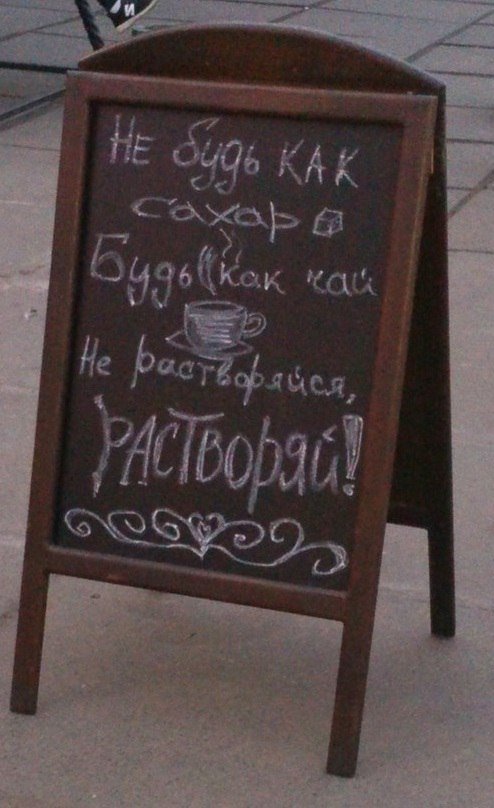 Не будь как
сахар
Будь как чай
Не растворяйся,
РАСТВОРЯЙ!